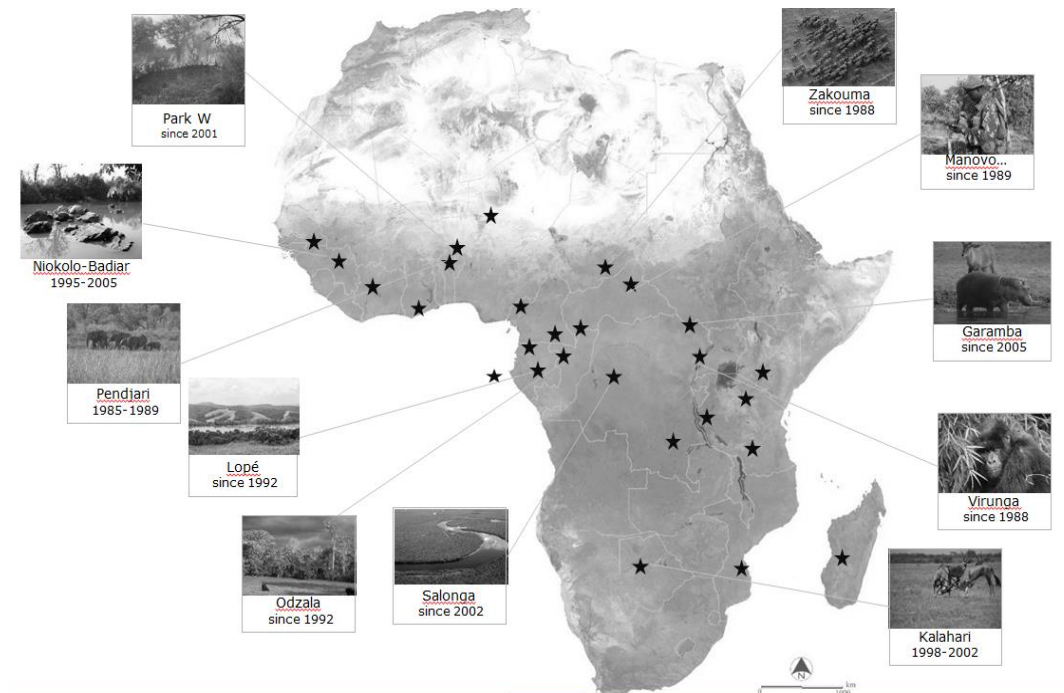 Park W
since 2001
Zakouma
since 1988
Manovo...
since 1989
Niokolo-Badiar
1995-2005
Garamba
since 2005
Pendjari
1985-1989
Lopé
since 1992
Virunga
since 1988
Odzala
since 1992
Salonga
since 2002
Kalahari
1998-2002
N
km
0